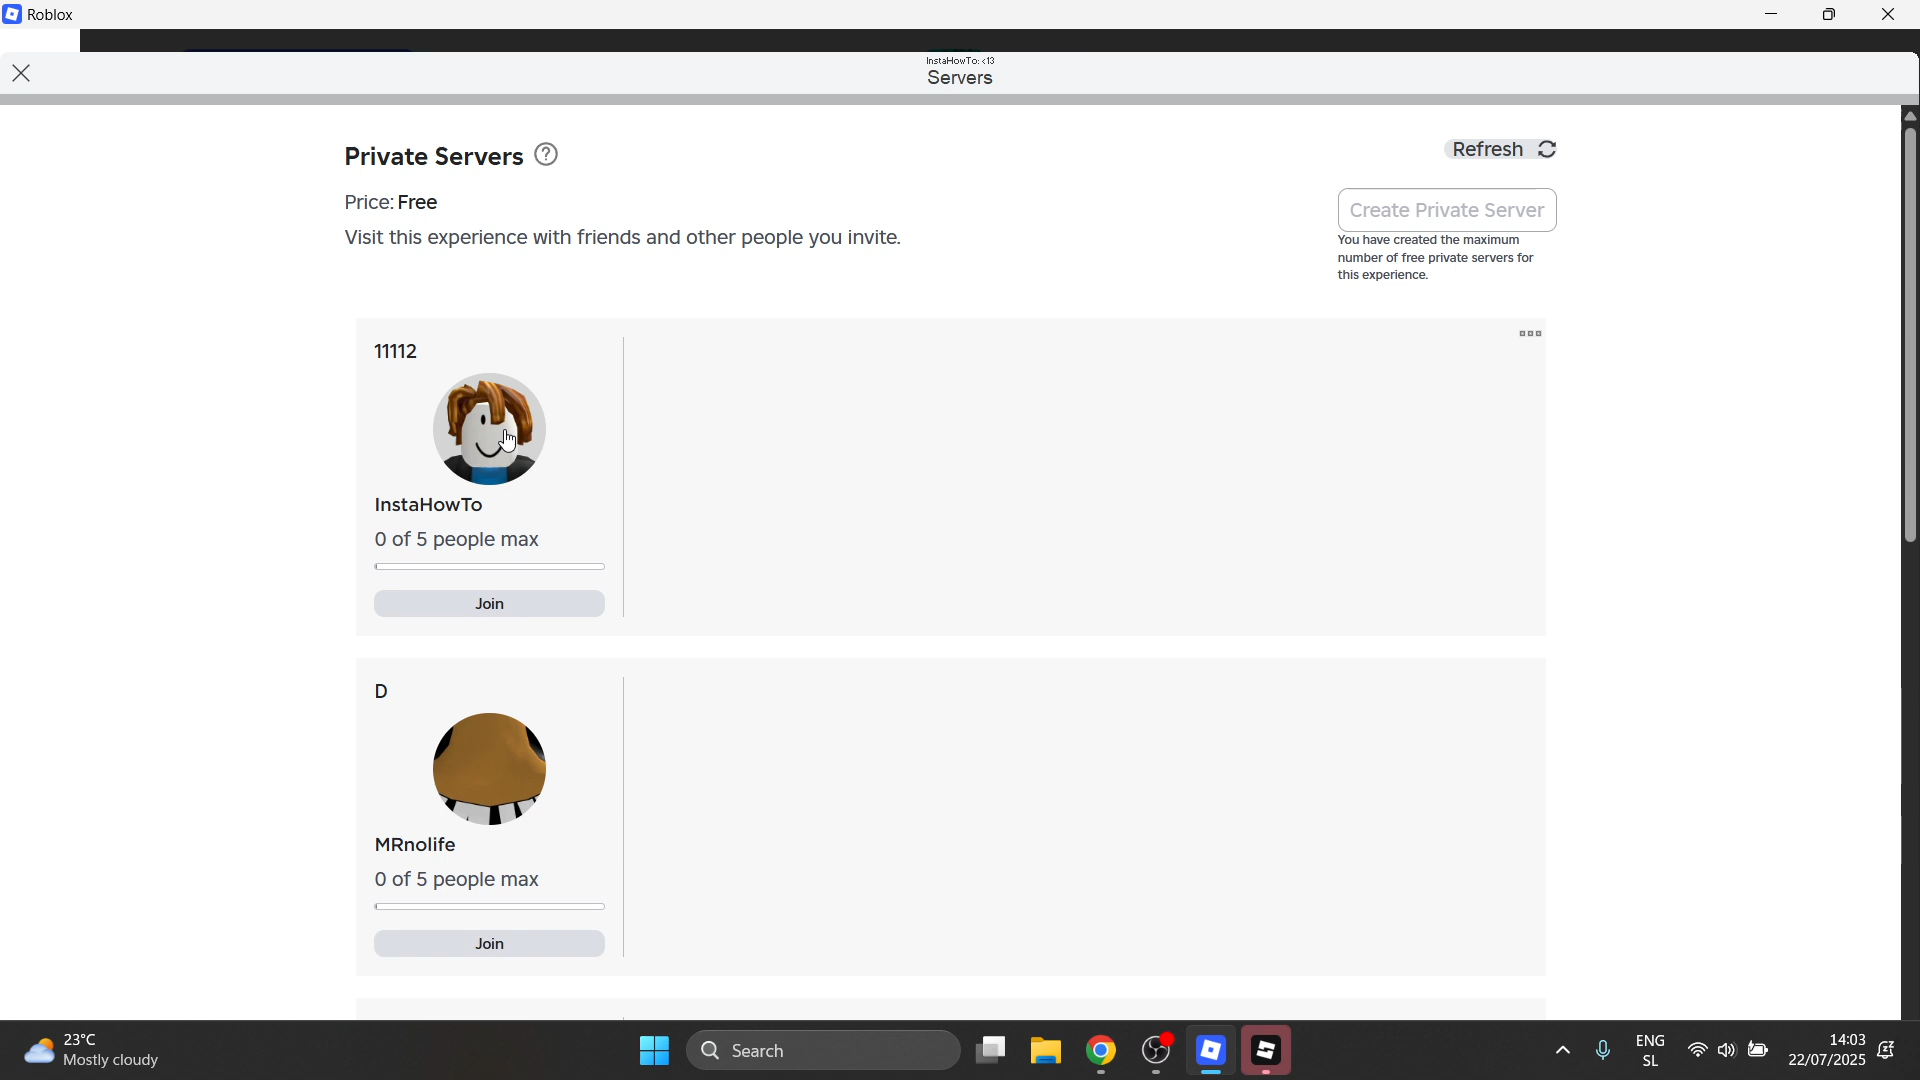 Roblox
InstaHowTo: <13
Servers
Private Servers
Refresh
Price: Free
Create Private Server
Visit this experience with friends and other people you invite.
You have created the maximum
number of free private servers for
this experience.
11112
InstaHowTo
0 of 5 people max
Join
D
MRnolife
0 of 5 people max
Join
23°C
Mostly cloudy
Search
ENG
SL
14:03
22/07/2025